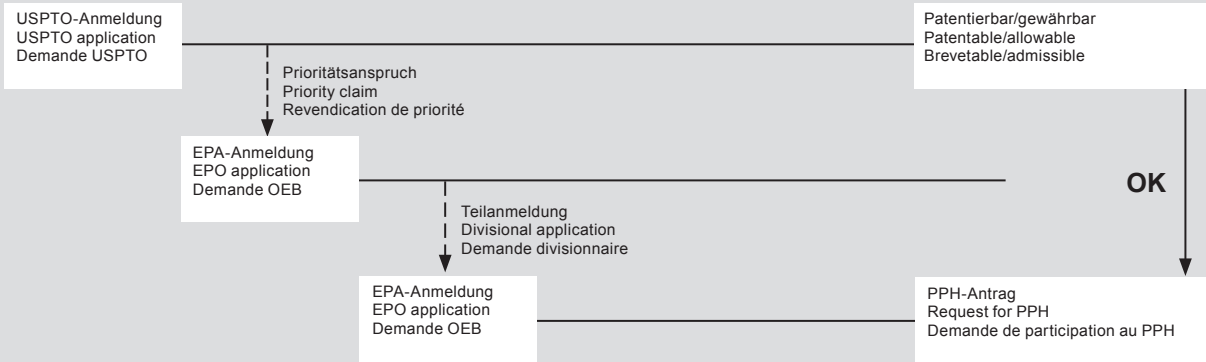 USPTO-Anmeldung
USPTO application
Demande USPTO
Patentierbar/gewährbar
Patentable/allowable
Brevetable/admissible
Prioritätsanspruch
Priority claim
Revendication de priorité
EPA-Anmeldung
EPO application
Demande OEB
OK
Teilanmeldung
Divisional application
Demande divisionnaire
EPA-Anmeldung
EPO application
Demande OEB
PPH-Antrag
Request for PPH
Demande de participation au PPH